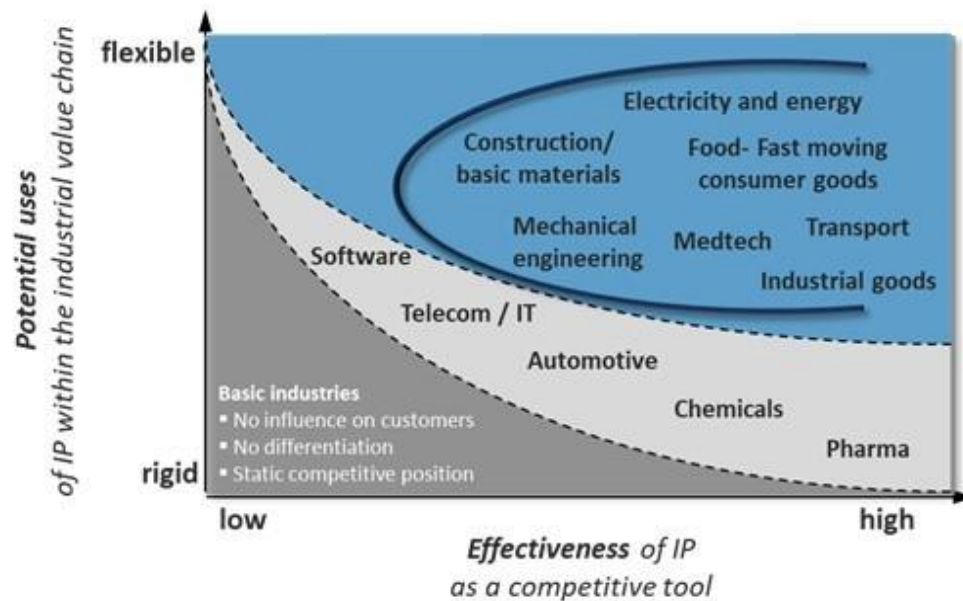 flexible
Potential uses
of IP within the industrial value chain
rigid
Electricity and energy
Construction/
basic materials
Food- Fast moving
consumer goods
Mechanical
engineering
Medtech
Transport
Industrial goods
Software
Telecom / IT
Automotive
Chemicals
Pharma
Basic industries
▪ No influence on customers
▪ No differentiation
▪ Static competitive position
low
high
Effectiveness of IP
as a competitive tool